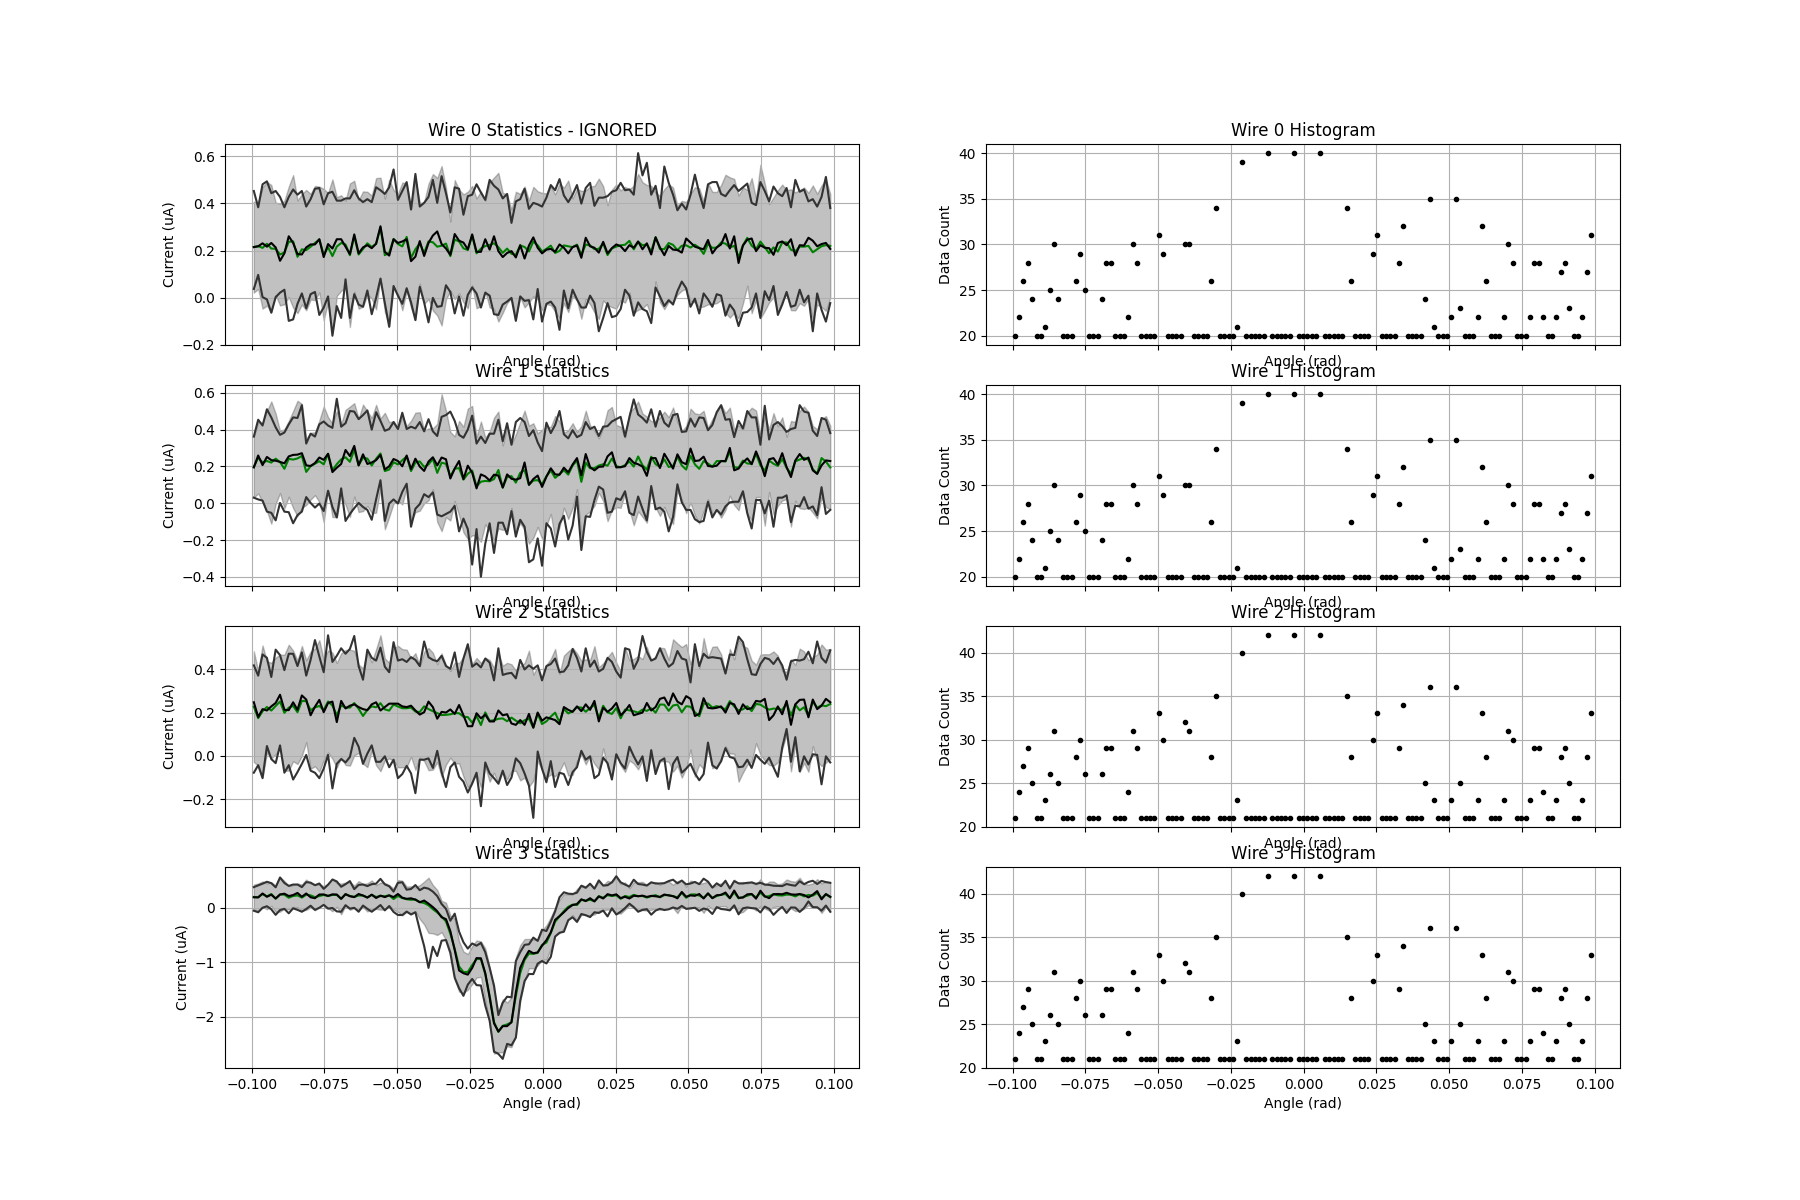 Wire 0 Statistics - IGNORED
0.6
0.4
0.2
0.0
−0.2
Current (uA)
Angle (rad)
Wire 0 Histogram
40
35
30
25
20
Data Count
Angle (rad)
Wire 1 Statistics
0.6
0.4
0.2
0.0
−0.2
−0.4
Current (uA)
Angle (rad)
Wire 1 Histogram
40
35
30
25
20
Data Count
Angle (rad)
Wire 2 Statistics
0.4
0.2
0.0
−0.2
Current (uA)
Angle (rad)
Wire 2 Histogram
40
35
30
25
20
Data Count
Angle (rad)
Wire 3 Statistics
0
−1
−2
Current (uA)
−0.100 −0.075 −0.050 −0.025 0.000 0.025 0.050 0.075 0.100
Angle (rad)
Wire 3 Histogram
40
35
30
25
20
Data Count
−0.100 −0.075 −0.050 −0.025 0.000 0.025 0.050 0.075 0.100
Angle (rad)